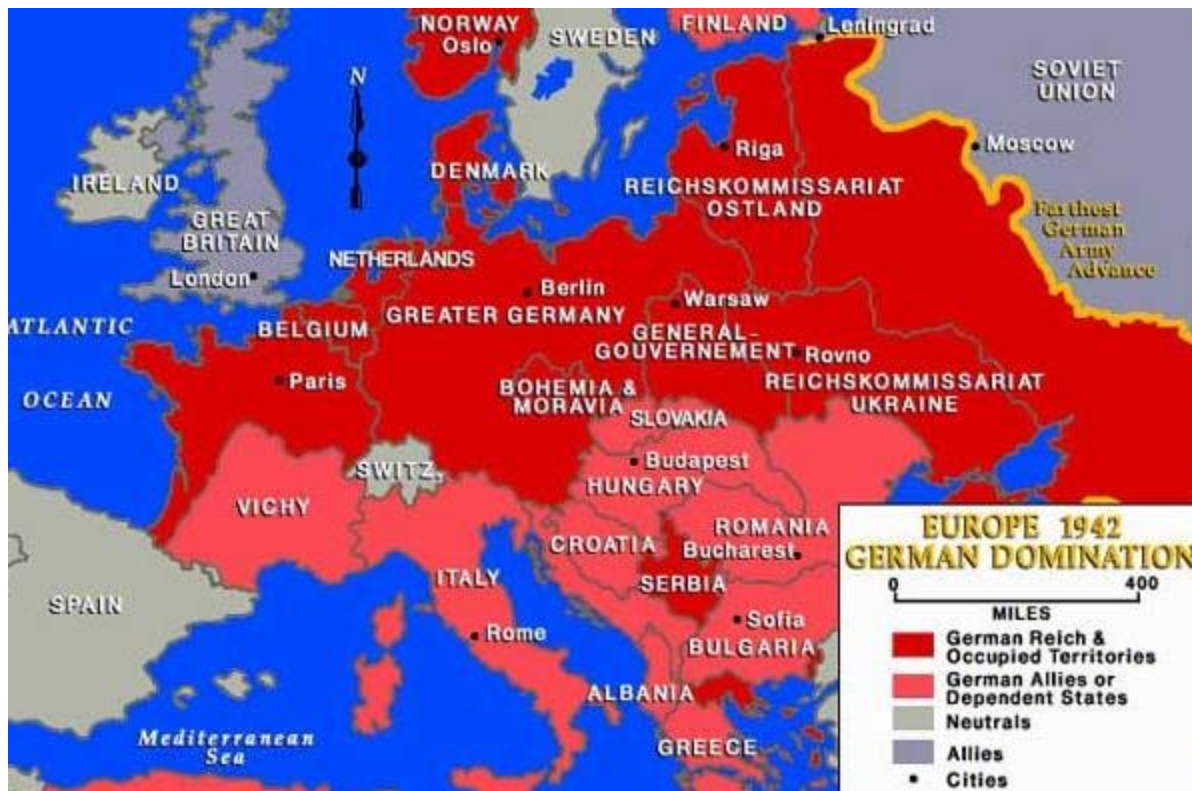 NORWAY
Oslo
SWEDEN
FINLAND
Leningrad
SOVIET
UNION
N
Moscow
Riga
IRELAND
DENMARK
REICHSKOMMISSARIAT
OSTLAND
GREAT
BRITAIN
Farthest
German
Army
Advance
NETHERLANDS
London
Berlin
Warsaw
ATLANTIC
OCEAN
BELGIUM
GREATER GERMANY
GENERAL-
GOUVERNEMENT
Rovno
Paris
BOHEMIA &
MORAVIA
REICHSKOMMISSARIAT
UKRAINE
SLOVAKIA
SWITZ.
Budapest
HUNGARY
VICHY
ROMANIA
CROATIA
Bucharest
ITALY
SERBIA
SPAIN
Sofia
BULGARIA
Rome
ALBANIA
Mediterranean
Sea
GREECE
EUROPE 1942
GERMAN DOMINATION
0 400
MILES
German Reich &
Occupied Territories
German Allies or
Dependent States
Neutrals
Allies
Cities